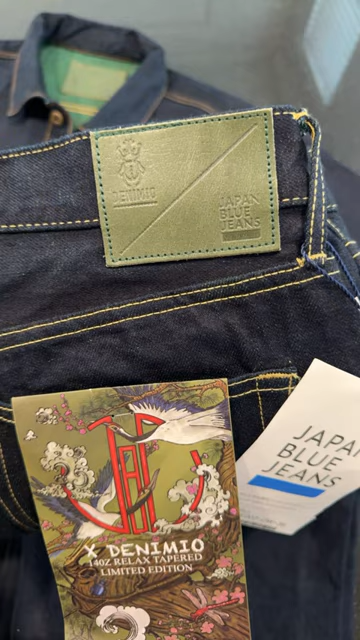 DENIMIO
JAPAN
BLUE
JEANS
X DENIMIO
14OZ RELAX TAPERED
LIMITED EDITION
JAPAN
BLUE
JEANS